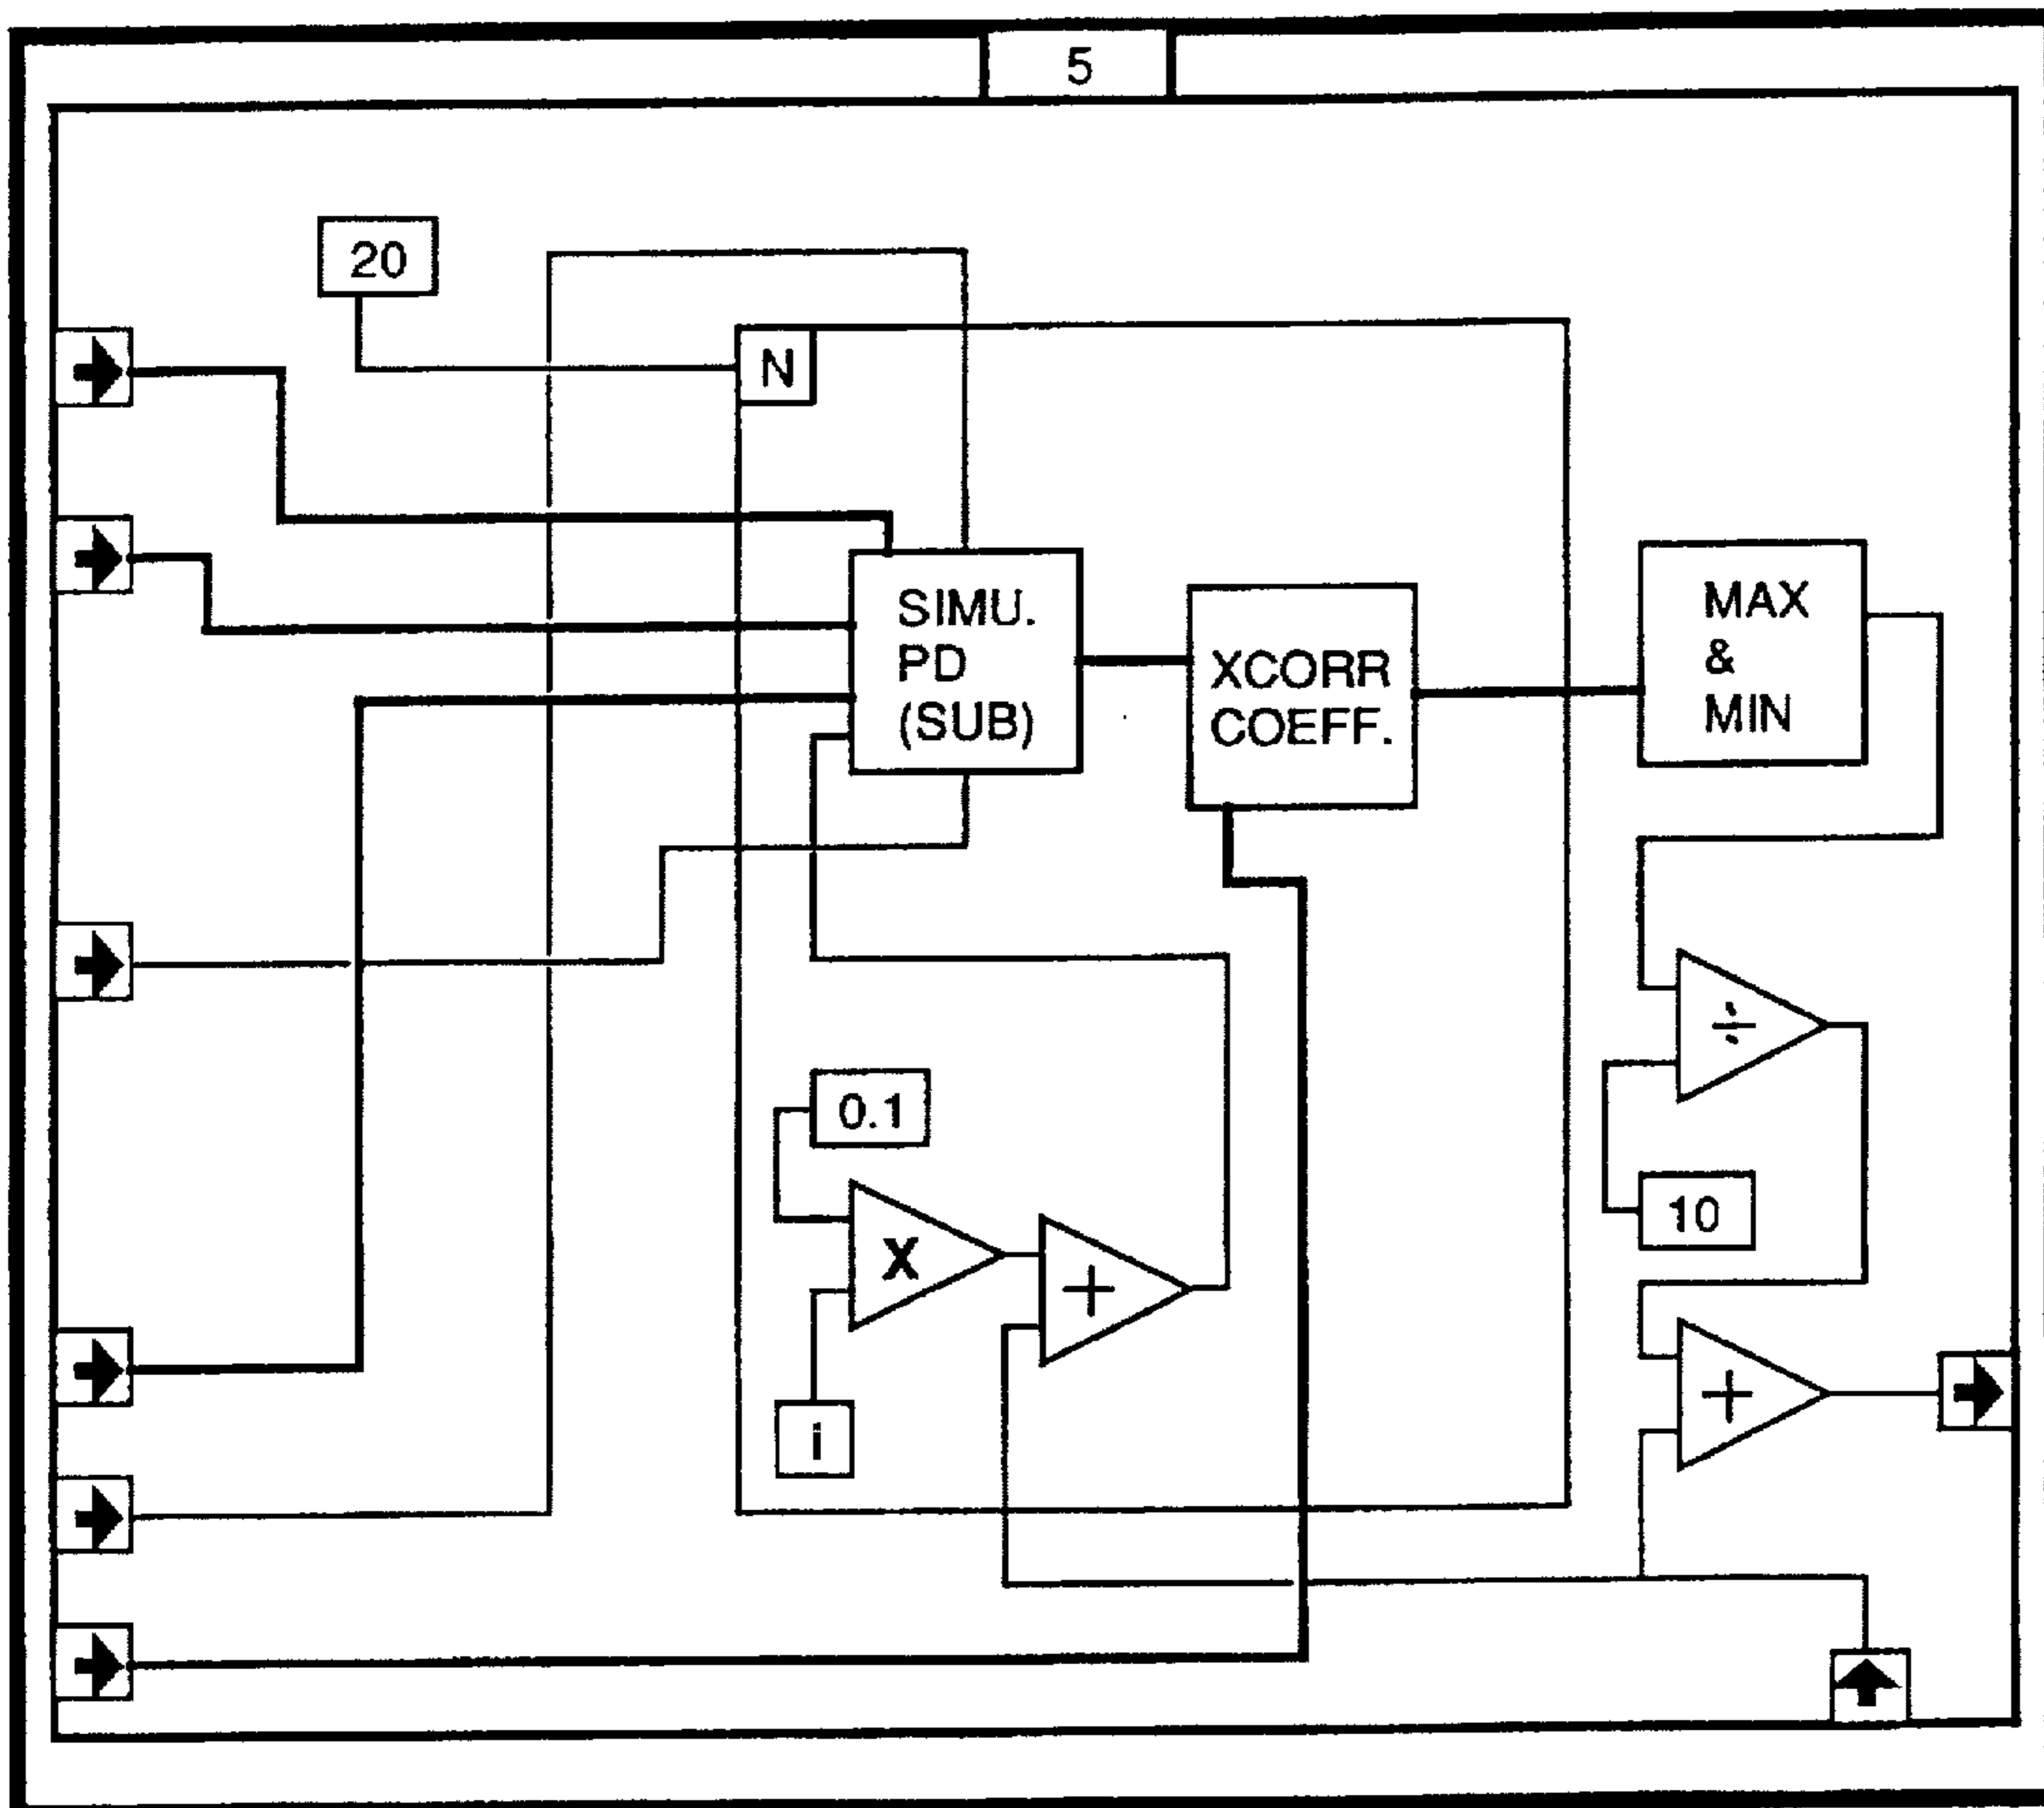 5
20
N
SIMU.
PD
(SUB)
XCORR
COEFF.
MAX
&
MIN
÷
0.1
10
X
+
+
i